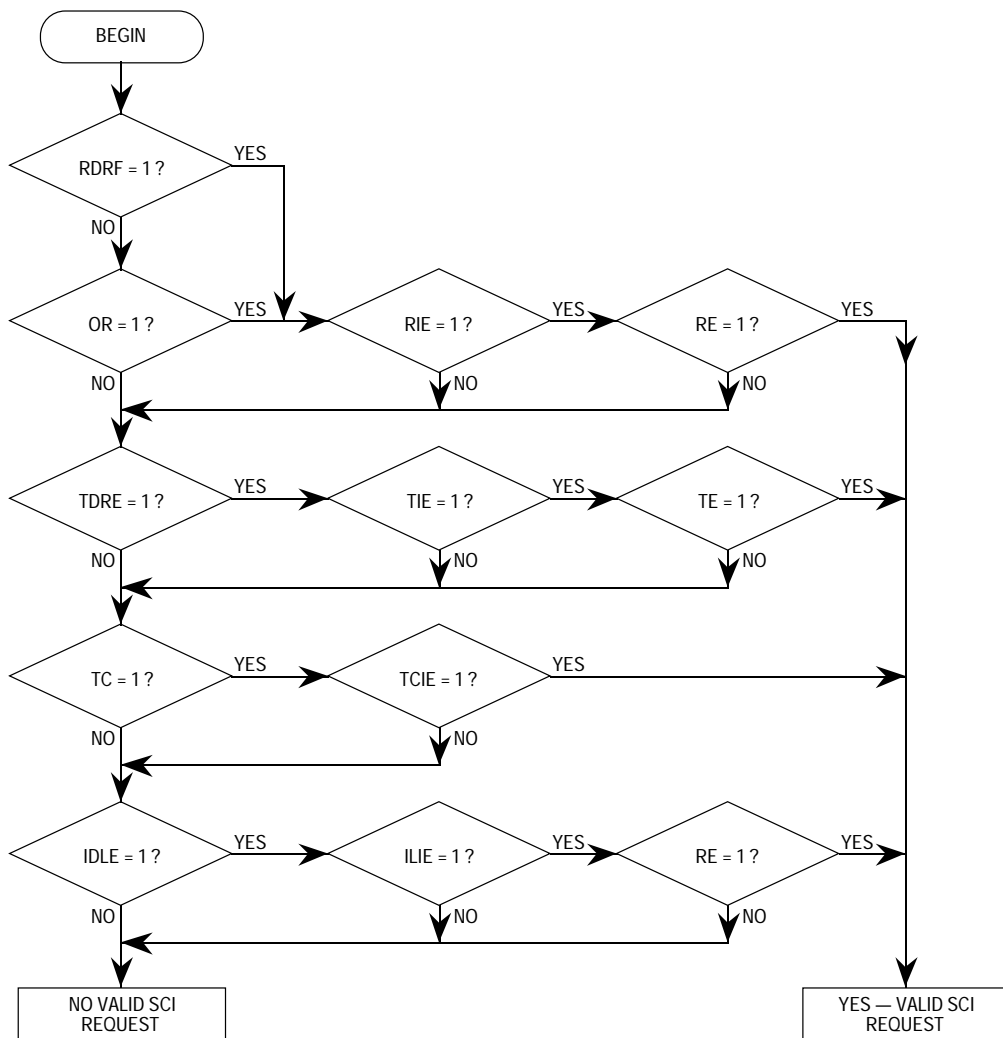 BEGIN
RDRF = 1 ?
YES
NO
OR = 1 ?
YES
RIE = 1 ?
YES
RE = 1 ?
YES
NO
NO
NO
TDRE = 1 ?
YES
TIE = 1 ?
YES
TE = 1 ?
YES
NO
NO
NO
TC = 1 ?
YES
TCIE = 1 ?
YES
NO
NO
IDLE = 1 ?
YES
ILIE = 1 ?
YES
RE = 1 ?
YES
NO
NO
NO
NO VALID SCI
REQUEST
YES — VALID SCI
REQUEST